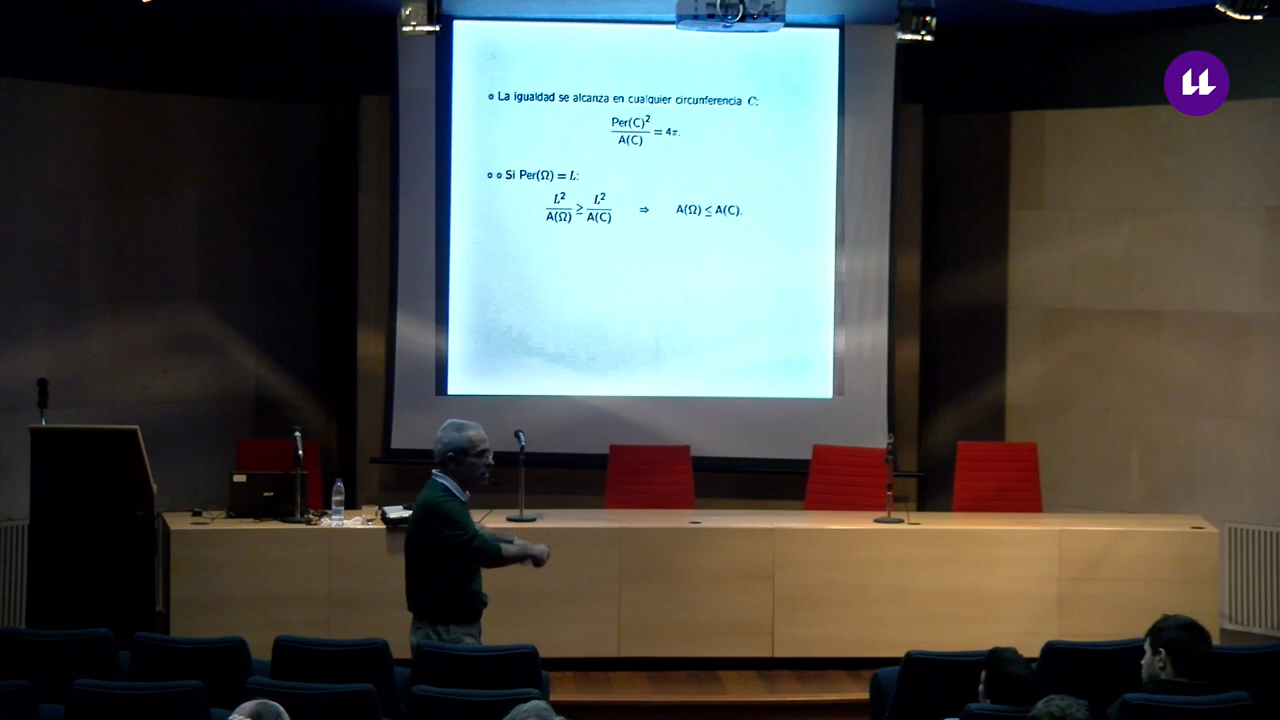 ∘ La igualdad se alcanza en cualquier circunferencia C:
Per(C)²/A(C) = 4π.
∘ ∘ Si Per(Ω) = L:
L²/A(Ω) ≥ L²/A(C) ⇒ A(Ω) ≤ A(C).